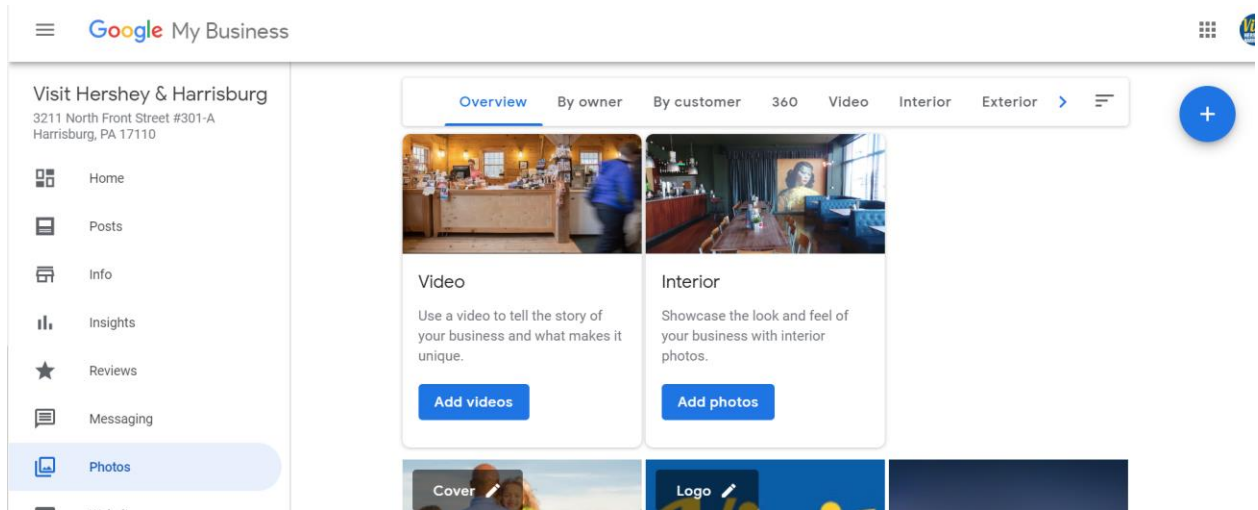 Google My Business
Visit Hershey & Harrisburg
3211 North Front Street #301-A
Harrisburg, PA 17110
Home
Posts
Info
Insights
Reviews
Messaging
Photos
Overview By owner By customer 360 Video Interior Exterior
Video
Use a video to tell the story of
your business and what makes it
unique.
Add videos
Interior
Showcase the look and feel of
your business with interior
photos.
Add photos
Cover
Logo